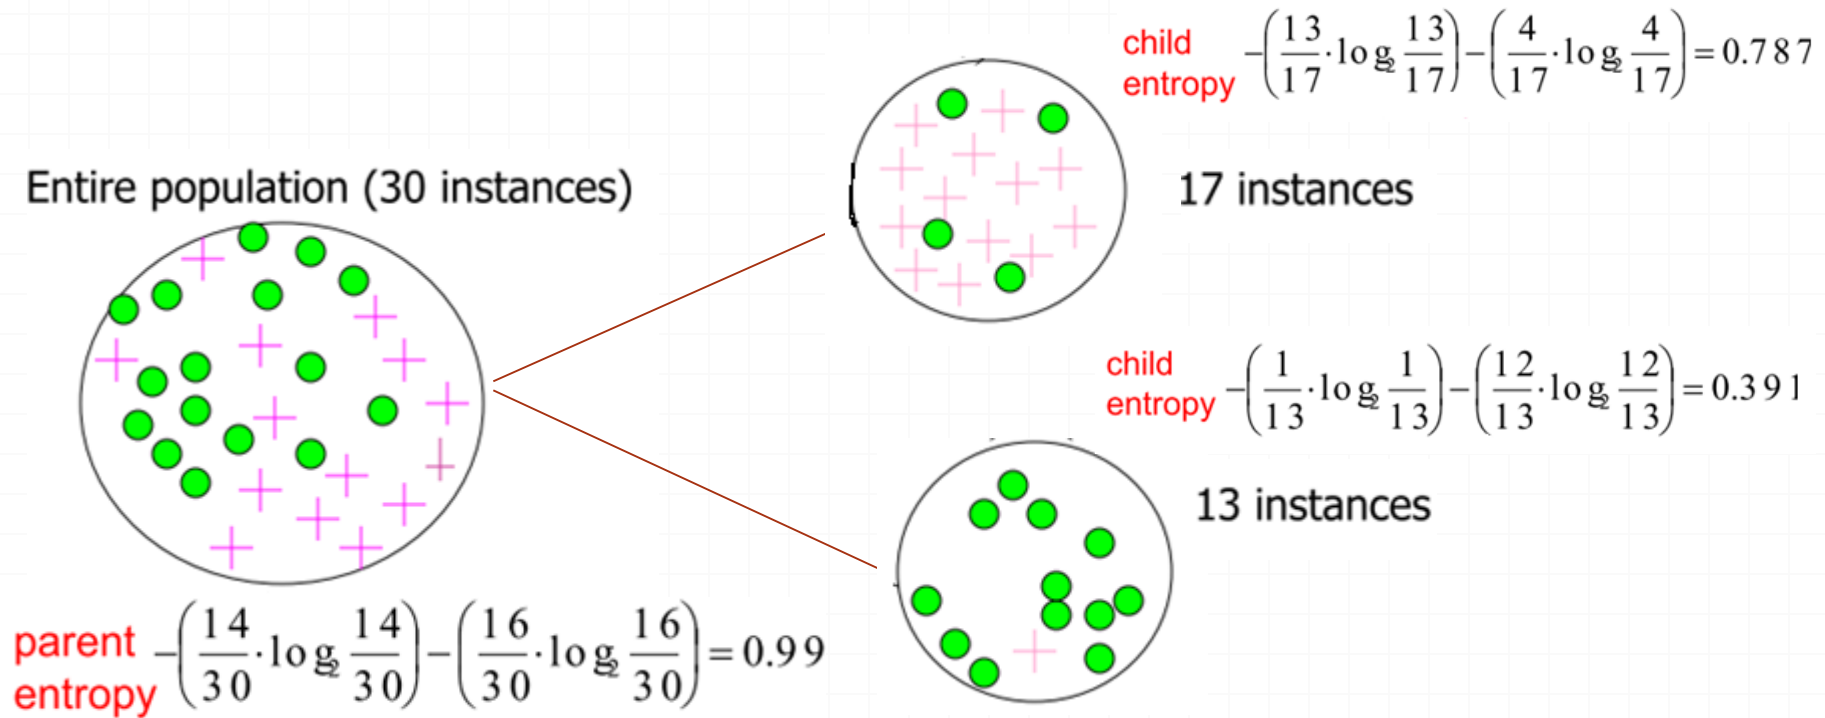 child
entropy
-(13/17 · log₂ 13/17) - (4/17 · log₂ 4/17) = 0.787
17 instances
Entire population (30 instances)
child
entropy
-(1/13 · log₂ 1/13) - (12/13 · log₂ 12/13) = 0.391
13 instances
parent
entropy
-(14/30 · log₂ 14/30) - (16/30 · log₂ 16/30) = 0.99